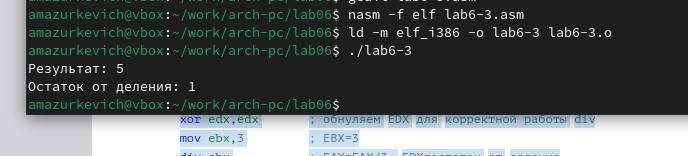 amazurkevich@vbox:~/work/arch-pc/lab06$ nasm -f elf lab6-3.asm
amazurkevich@vbox:~/work/arch-pc/lab06$ ld -m elf_i386 -o lab6-3 lab6-3.o
amazurkevich@vbox:~/work/arch-pc/lab06$ ./lab6-3
Результат: 5
Остаток от деления: 1
amazurkevich@vbox:~/work/arch-pc/lab06$
xor edx,edx ; обнуляем EDX для корректной работы div
mov ebx,3 ; EBX=3